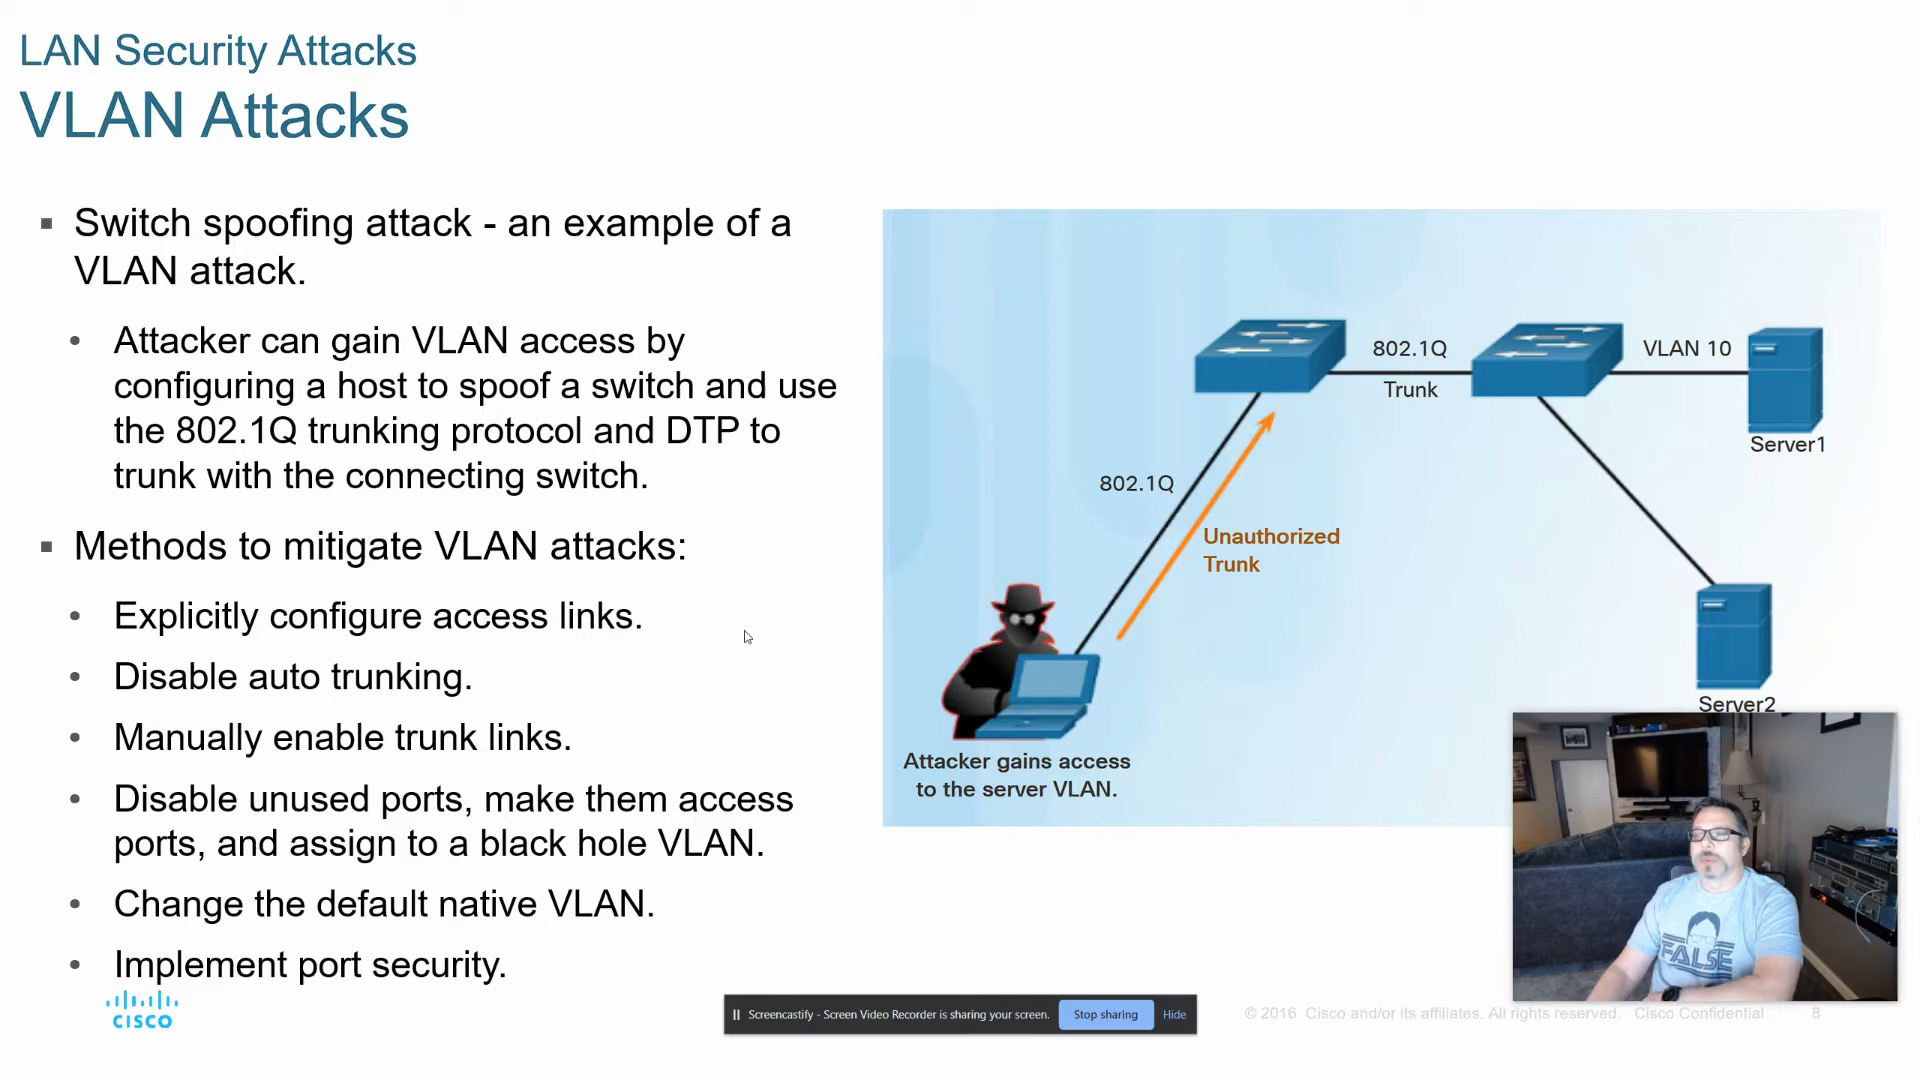 LAN Security Attacks
VLAN Attacks
▪ Switch spoofing attack - an example of a
VLAN attack.
• Attacker can gain VLAN access by
configuring a host to spoof a switch and use
the 802.1Q trunking protocol and DTP to
trunk with the connecting switch.
▪ Methods to mitigate VLAN attacks:
• Explicitly configure access links.
• Disable auto trunking.
• Manually enable trunk links.
• Disable unused ports, make them access
ports, and assign to a black hole VLAN.
• Change the default native VLAN.
• Implement port security.
802.1Q
Trunk
VLAN 10
Server1
802.1Q
Unauthorized
Trunk
Server2
Attacker gains access
to the server VLAN.
FALSE
CISCO
Screencastify - Screen Video Recorder is sharing your screen.
Stop sharing
Hide
© 2016 Cisco and/or its affiliates. All rights reserved. Cisco Confidential
8